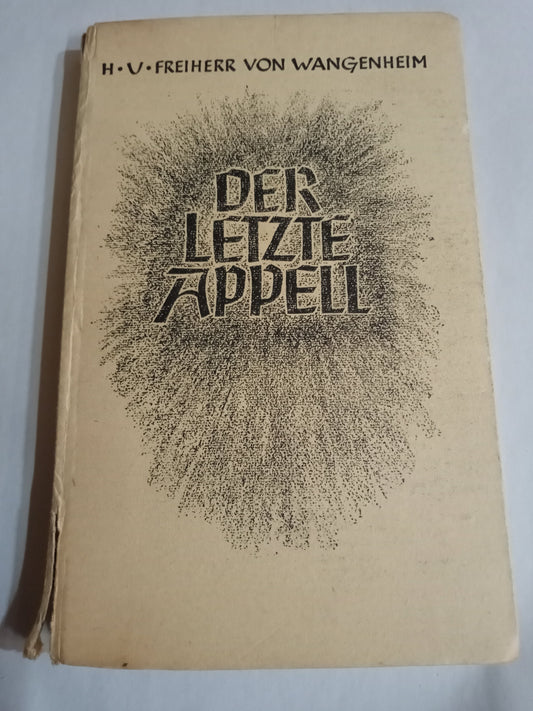 H·U·FREIHERR VON WANGENHEIM
DER
LETZTE
APPELL